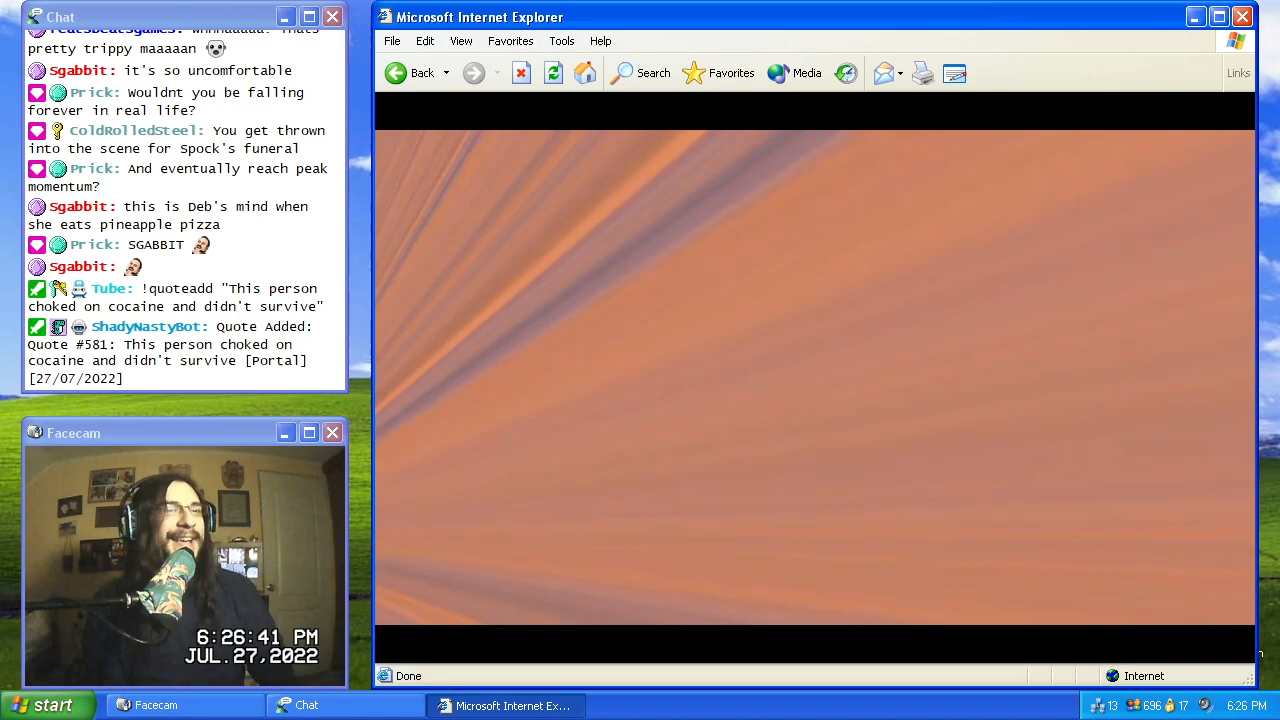 Chat
pretty trippy maaaaan
Sgabbit: it's so uncomfortable
Prick: Wouldnt you be falling
forever in real life?
ColdRolledSteel: You get thrown
into the scene for Spock's funeral
Prick: And eventually reach peak
momentum?
Sgabbit: this is Deb's mind when
she eats pineapple pizza
Prick: SGABBIT
Sgabbit:
Tube: !quoteadd "This person
choked on cocaine and didn't survive"
ShadyNastyBot: Quote Added:
Quote #581: This person choked on
cocaine and didn't survive [Portal]
[27/07/2022]
Facecam
6:26:41 PM
JUL.27,2022
Microsoft Internet Explorer
File Edit View Favorites Tools Help
Back Search Favorites Media Links
Done Internet
start Facecam Chat Microsoft Internet Ex... 13 696 17 6:26 PM